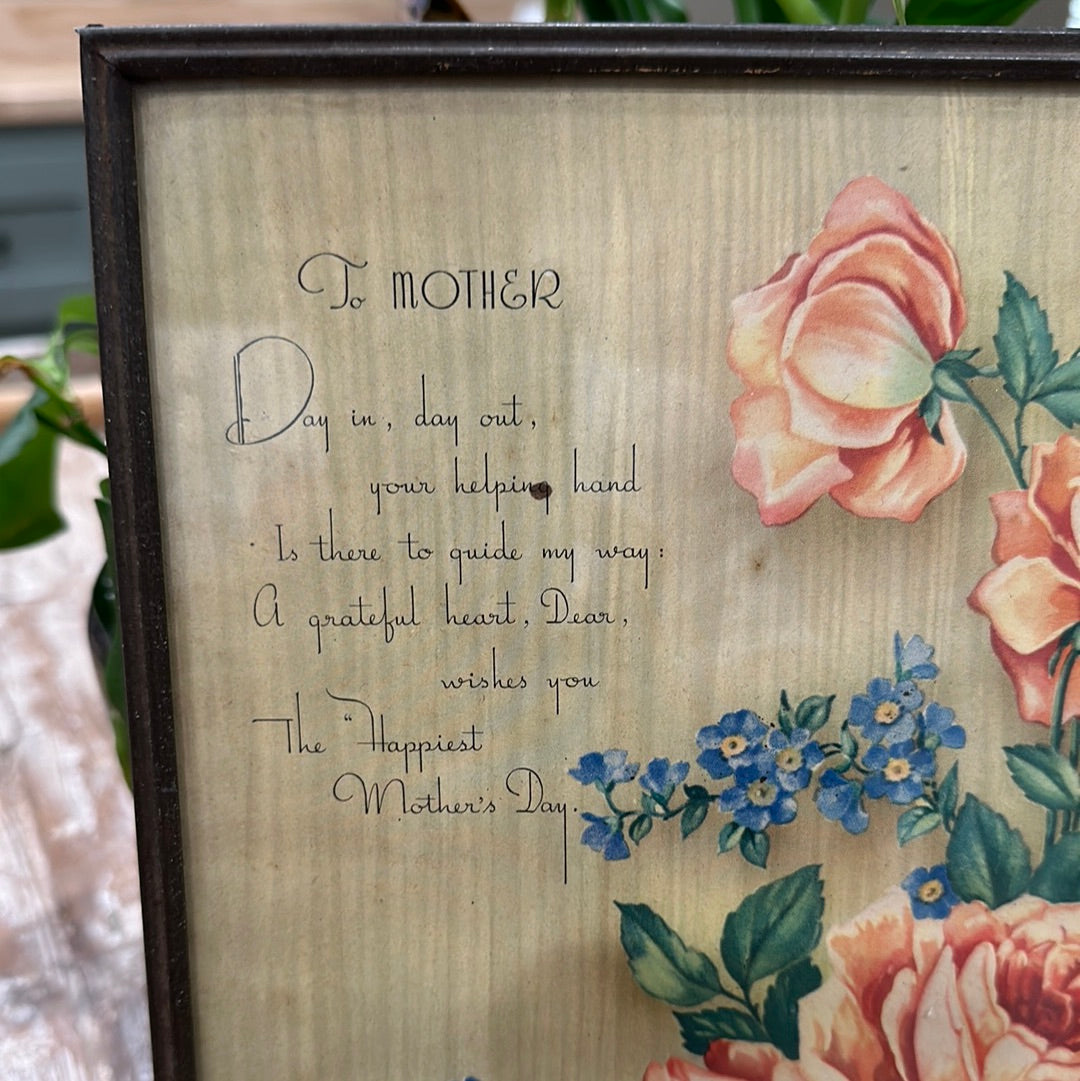 To MOTHER
Day in, day out,
your helping hand
Is there to guide my way:
A grateful heart, Dear,
wishes you
The "Happiest
Mother's Day.